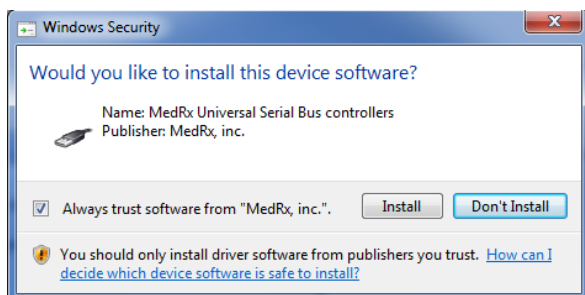 Windows Security
Would you like to install this device software?
Name: MedRx Universal Serial Bus controllers
Publisher: MedRx, inc.
Always trust software from "MedRx, inc.".
Install
Don't Install
You should only install driver software from publishers you trust. How can I
decide which device software is safe to install?